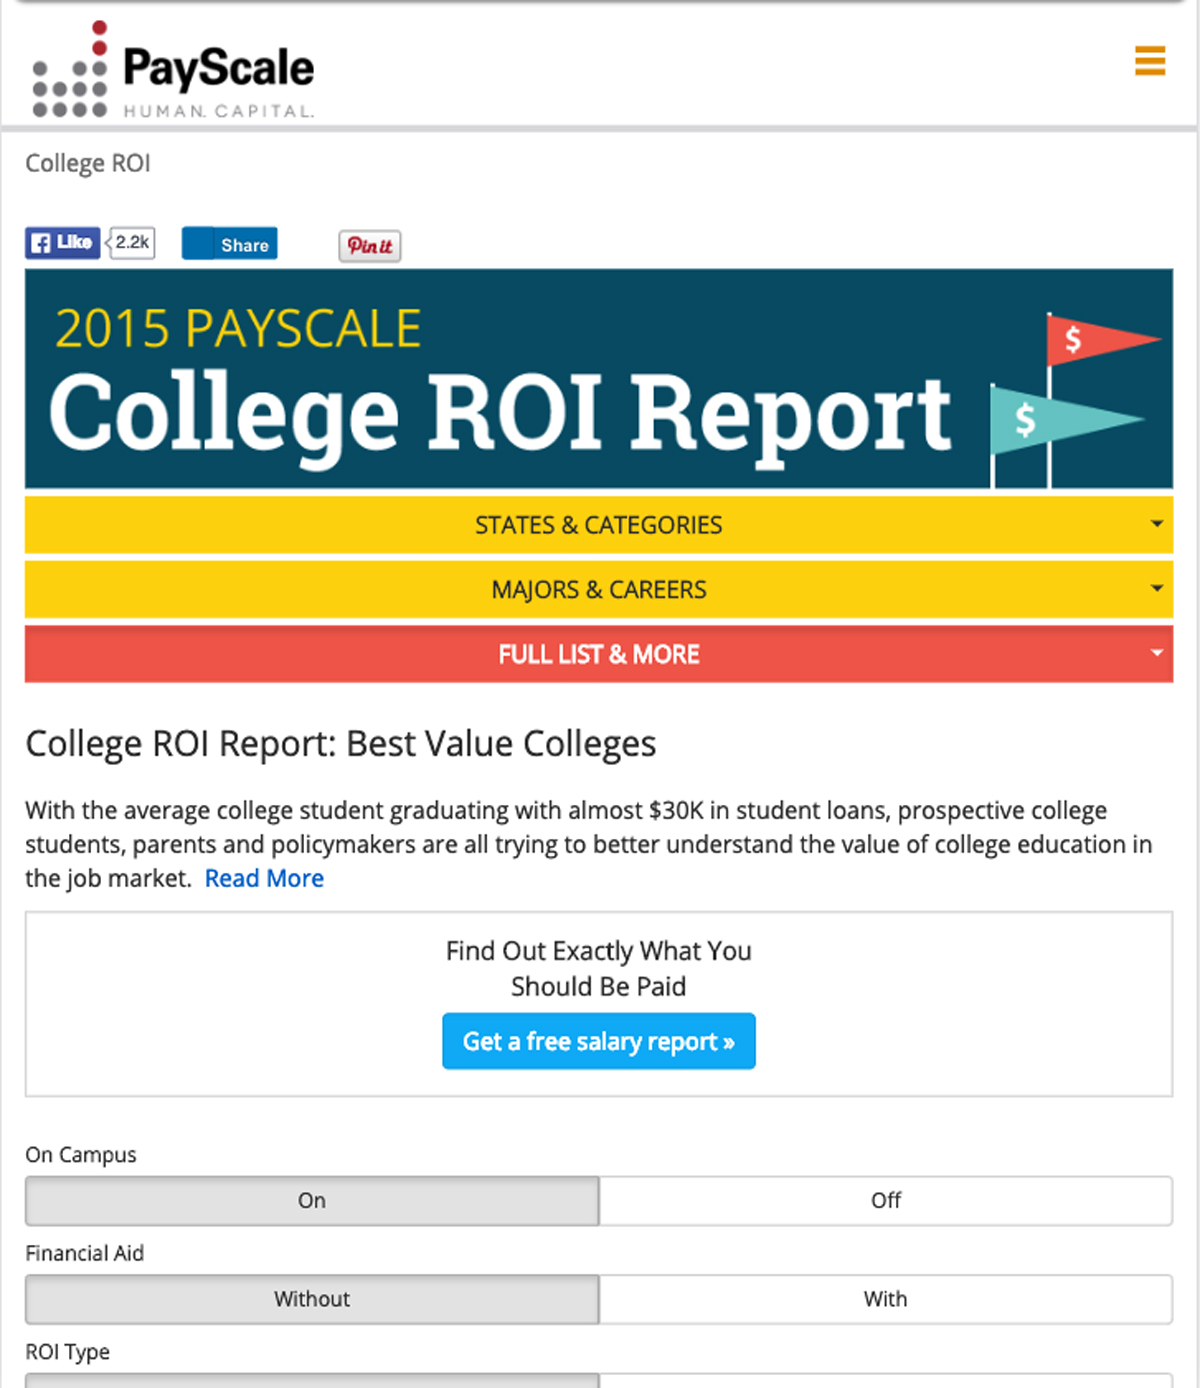 PayScale
HUMAN. CAPITAL.
College ROI
Like 2.2k Share Pin it
2015 PAYSCALE
College ROI Report
$
$
STATES & CATEGORIES
MAJORS & CAREERS
FULL LIST & MORE
College ROI Report: Best Value Colleges
With the average college student graduating with almost $30K in student loans, prospective college
students, parents and policymakers are all trying to better understand the value of college education in
the job market. Read More
Find Out Exactly What You
Should Be Paid
Get a free salary report »
On Campus
On Off
Financial Aid
Without With
ROI Type